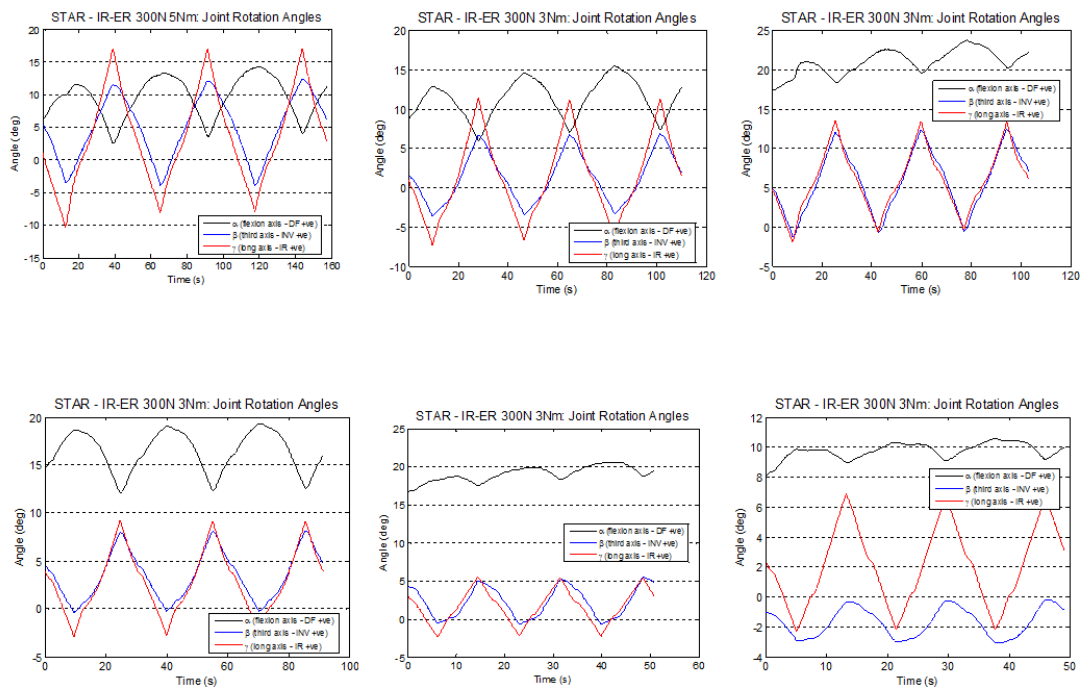 STAR - IR-ER 300N 5Nm: Joint Rotation Angles
20
15
10
5
0
-5
-10
-15
Angle (deg)
α (flexion axis - DF +ve)
β (third axis - INV +ve)
γ (long axis - IR +ve)
0 20 40 60 80 100 120 140 160
Time (s)
STAR - IR-ER 300N 3Nm: Joint Rotation Angles
20
15
10
5
0
-5
-10
Angle (deg)
α (flexion axis - DF +ve)
β (third axis - INV +ve)
γ (long axis - IR +ve)
0 20 40 60 80 100 120
Time (s)
STAR - IR-ER 300N 3Nm: Joint Rotation Angles
25
20
15
10
5
0
-5
Angle (deg)
α (flexion axis - DF +ve)
β (third axis - INV +ve)
γ (long axis - IR +ve)
0 20 40 60 80 100 120
Time (s)
STAR - IR-ER 300N 3Nm: Joint Rotation Angles
20
15
10
5
0
-5
Angle (deg)
α (flexion axis - DF +ve)
β (third axis - INV +ve)
γ (long axis - IR +ve)
0 20 40 60 80 100
Time (s)
STAR - IR-ER 300N 3Nm: Joint Rotation Angles
25
20
15
10
5
0
-5
Angle (deg)
α (flexion axis - DF +ve)
β (third axis - INV +ve)
γ (long axis - IR +ve)
0 10 20 30 40 50 60
Time (s)
STAR - IR-ER 300N 3Nm: Joint Rotation Angles
12
10
8
6
4
2
0
-2
-4
Angle (deg)
α (flexion axis - DF +ve)
β (third axis - INV +ve)
γ (long axis - IR +ve)
0 10 20 30 40 50
Time (s)